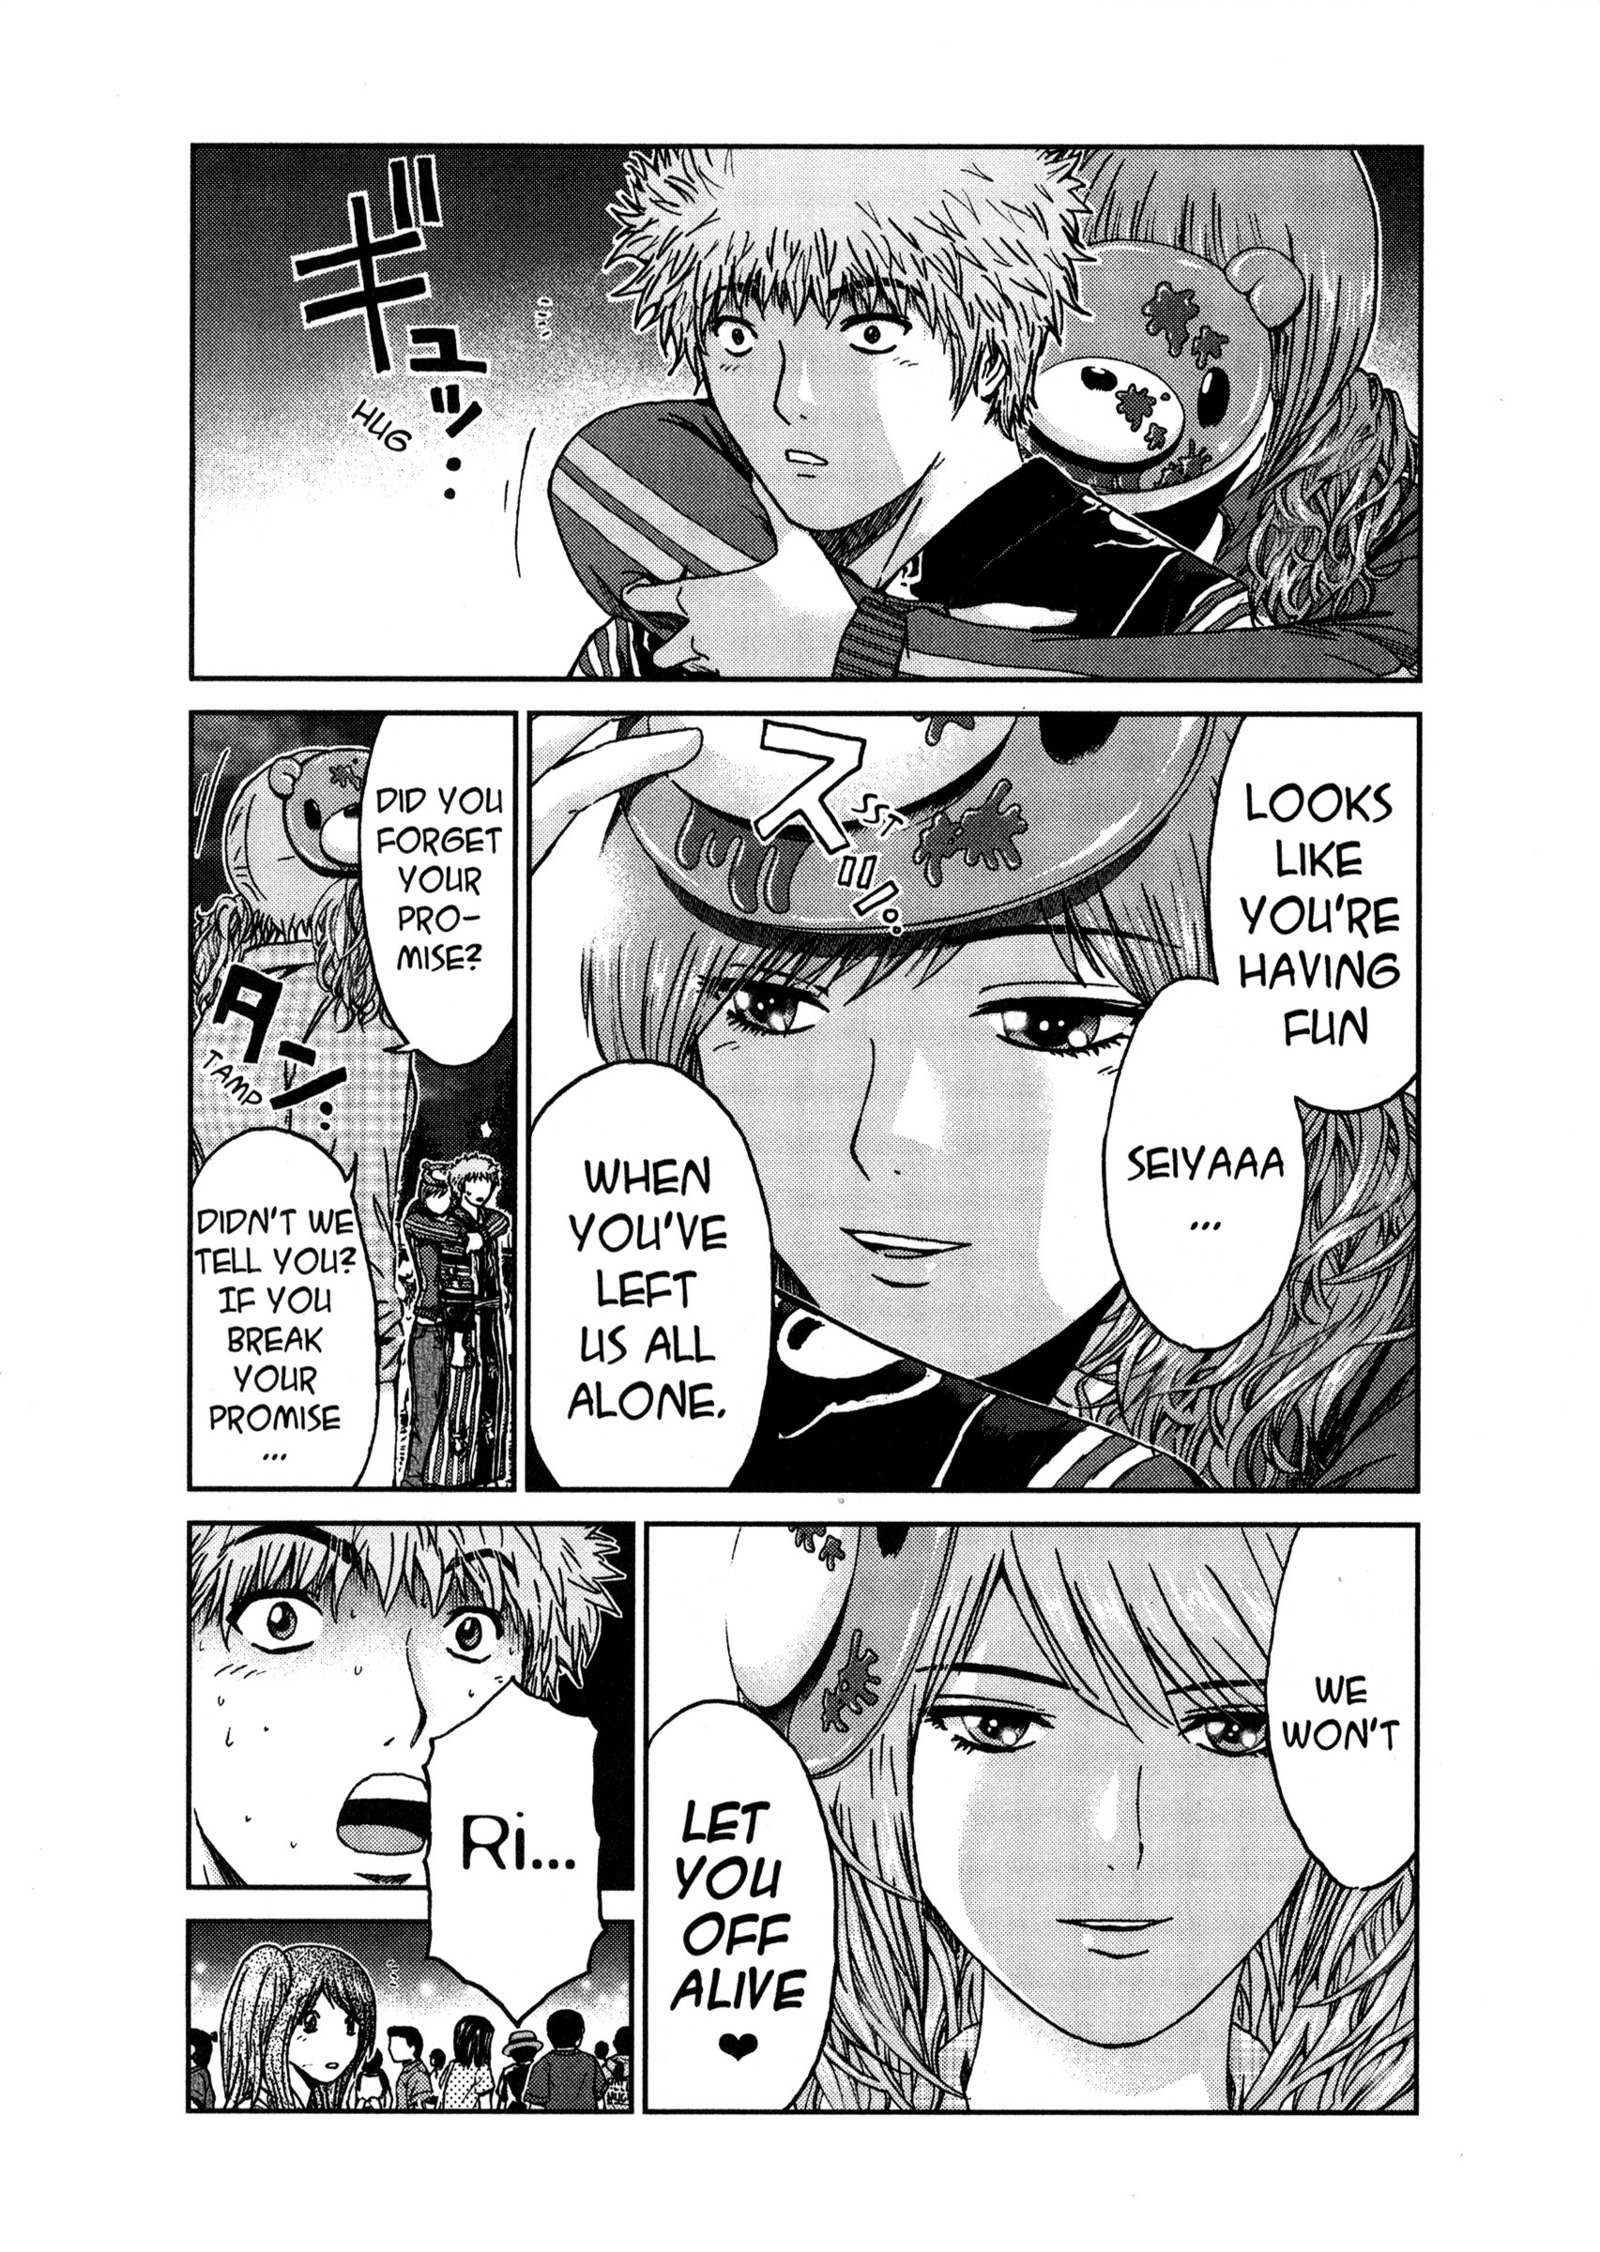 ギュッ…
HUG
LOOKS
LIKE
YOU'RE
HAVING
FUN
SEIYAAA
...
ズッ
SST
WHEN
YOU'VE
LEFT
US ALL
ALONE.
DID YOU
FORGET
YOUR
PRO-
MISE?
タン
TAMP
DIDN'T WE
TELL YOU?
IF YOU
BREAK
YOUR
PROMISE
...
WE
WON'T
LET
YOU
OFF
ALIVE
♥
Ri...